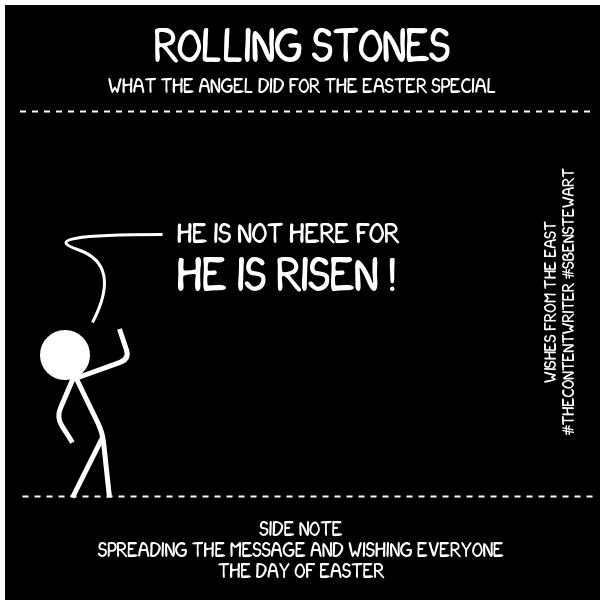 ROLLING STONES
WHAT THE ANGEL DID FOR THE EASTER SPECIAL
HE IS NOT HERE FOR
HE IS RISEN !
WISHES FROM THE EAST
#THECONTENTWRITER #SBENSTEWART
SIDE NOTE
SPREADING THE MESSAGE AND WISHING EVERYONE
THE DAY OF EASTER